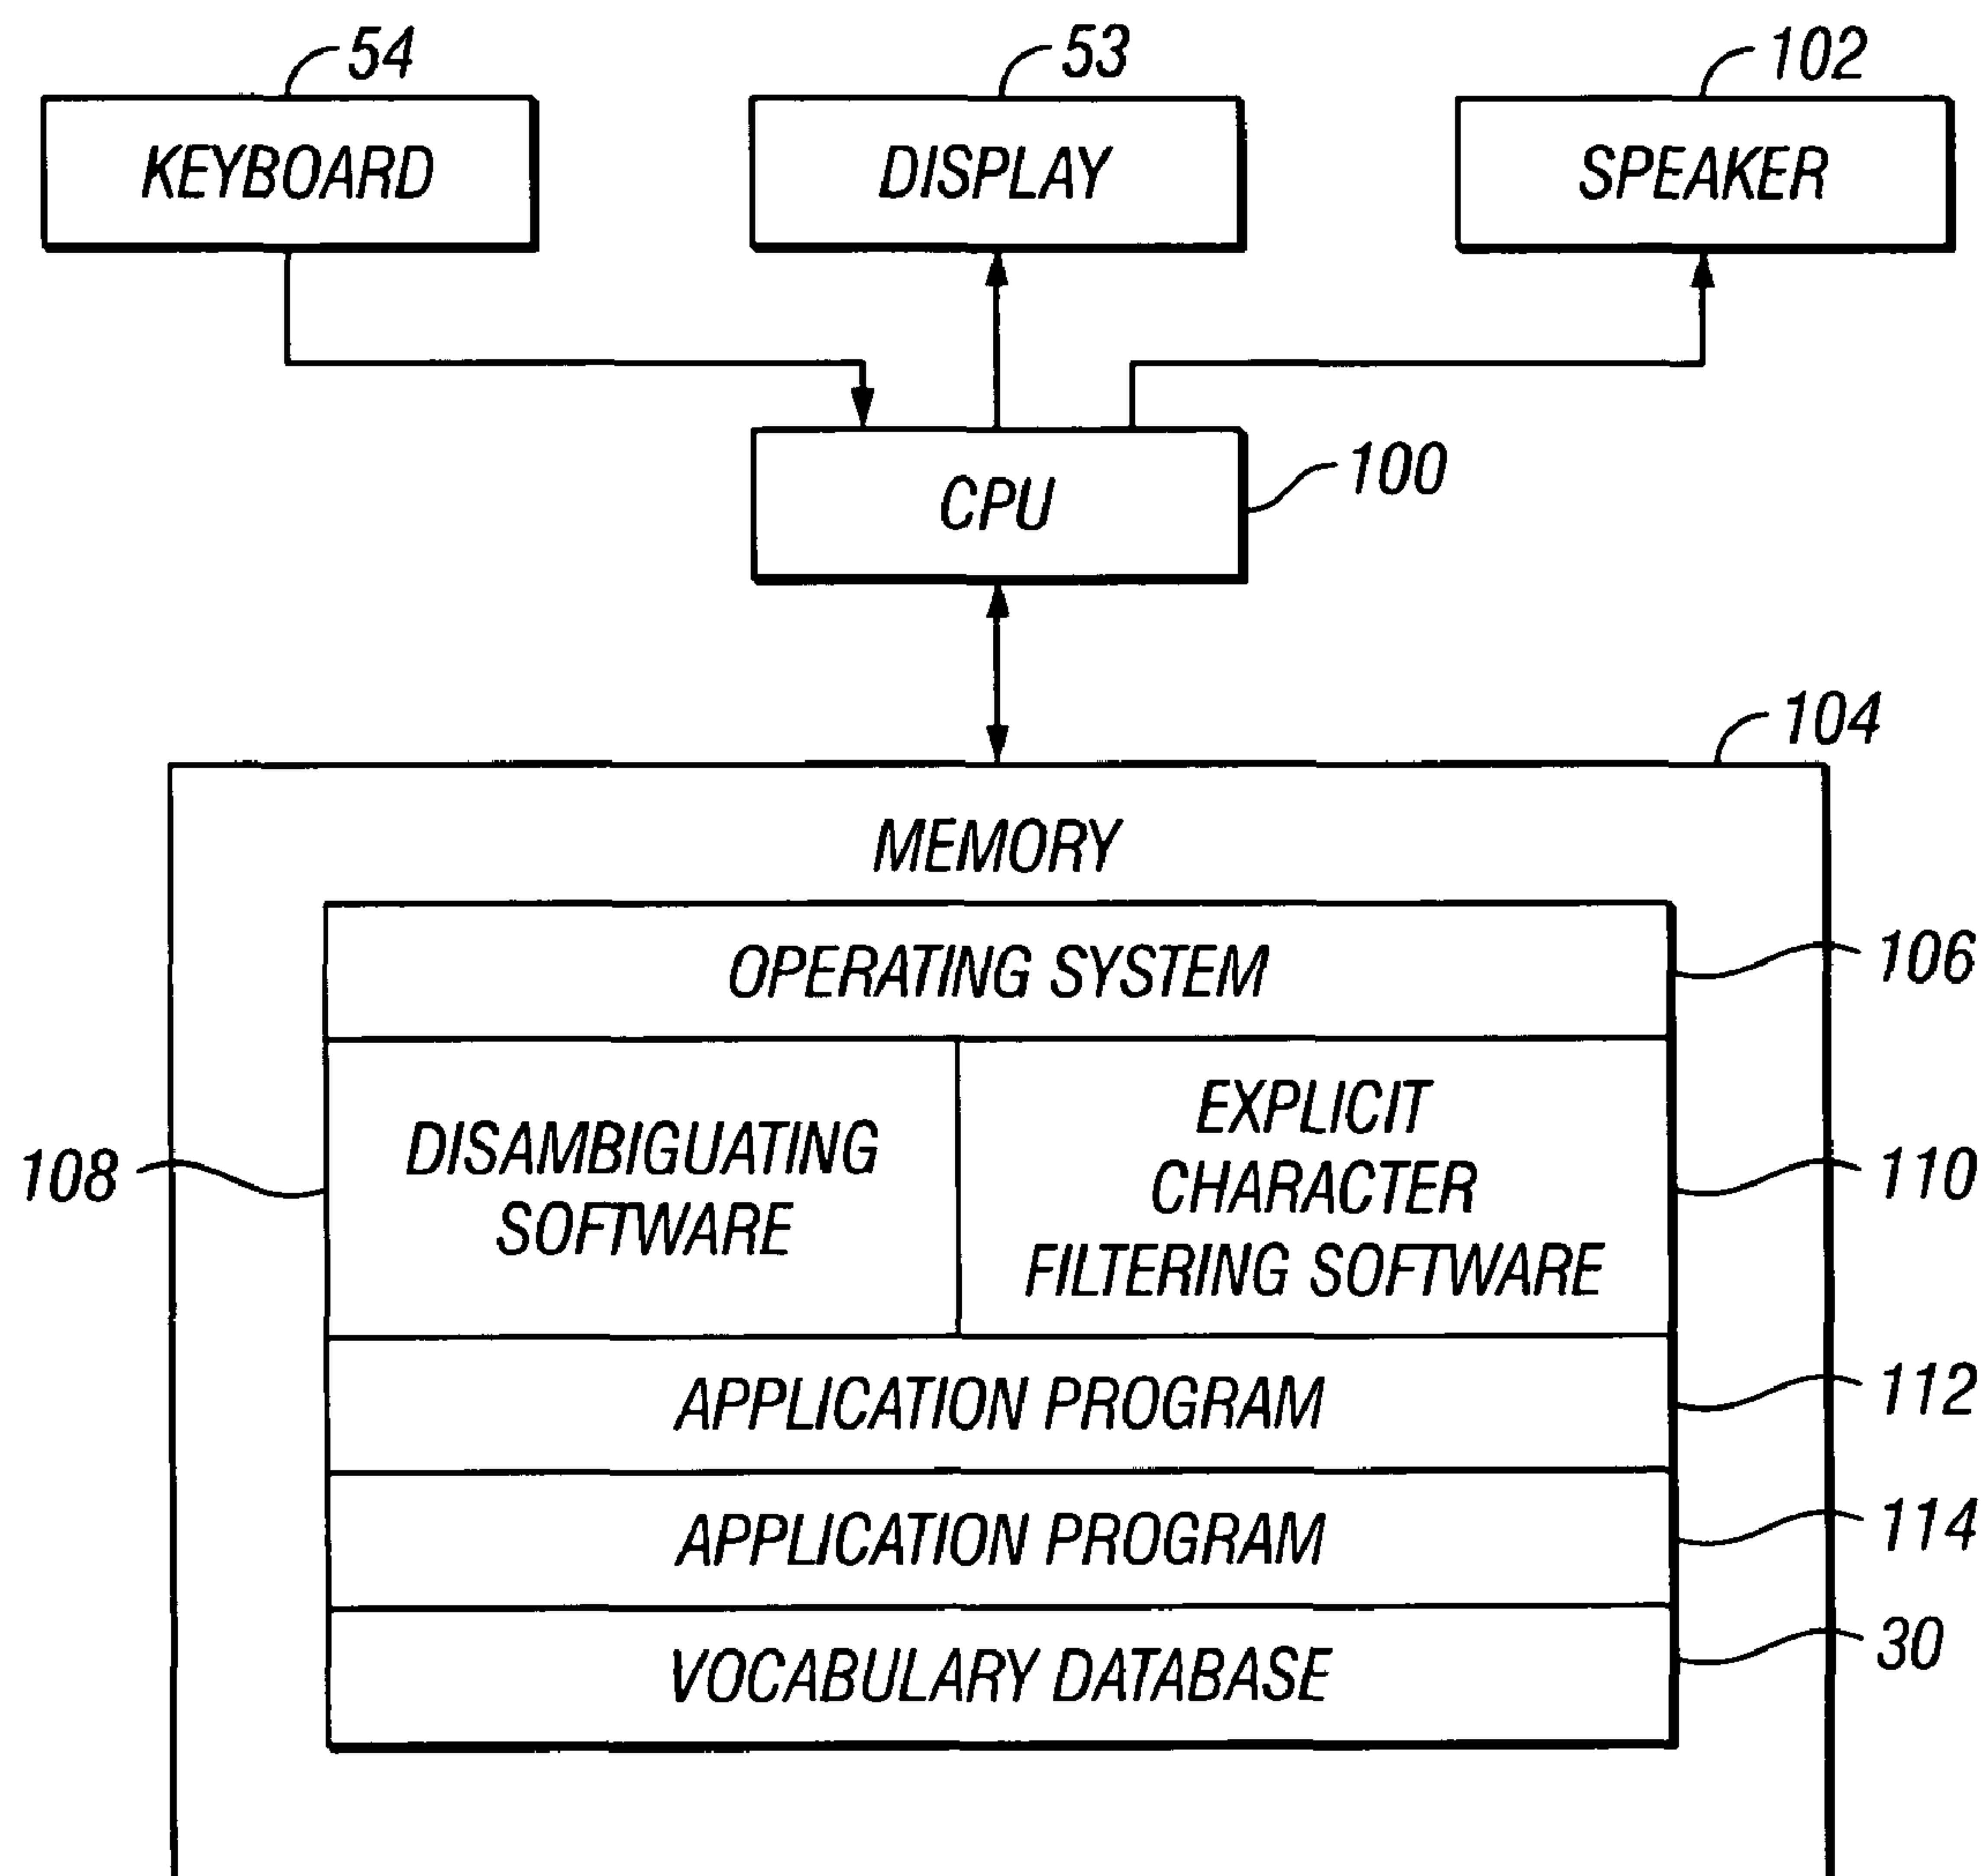 54
53
102
KEYBOARD
DISPLAY
SPEAKER
CPU
100
104
MEMORY
OPERATING SYSTEM
106
108
DISAMBIGUATING
SOFTWARE
EXPLICIT
CHARACTER
FILTERING SOFTWARE
110
APPLICATION PROGRAM
112
APPLICATION PROGRAM
114
VOCABULARY DATABASE
30